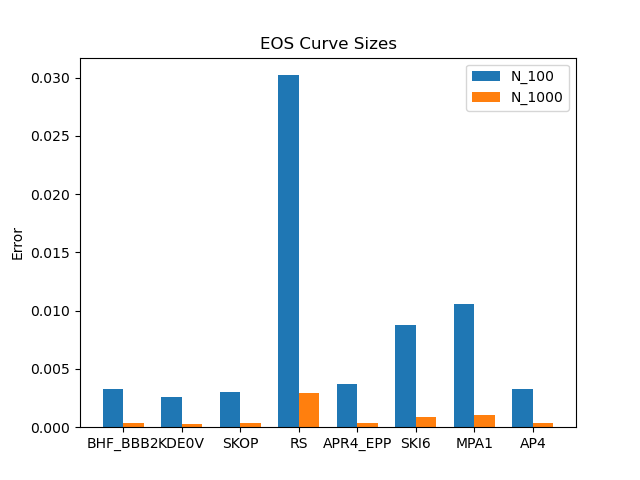 EOS Curve Sizes
N_100
N_1000
Error
0.030
0.025
0.020
0.015
0.010
0.005
0.000
BHF_BBB2 KDE0V SKOP RS APR4_EPP SKI6 MPA1 AP4